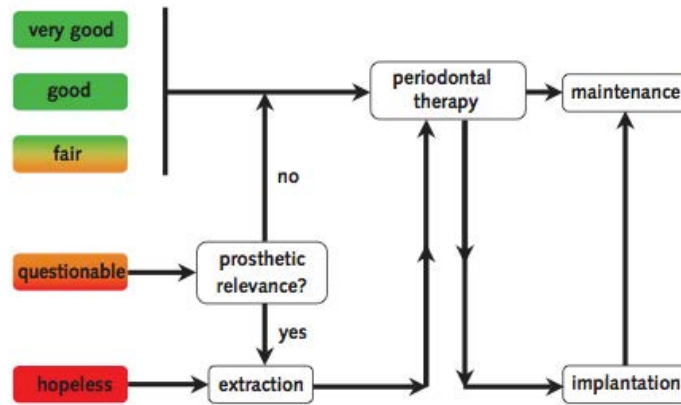 very good
good
fair
periodontal
therapy
maintenance
no
questionable
prosthetic
relevance?
yes
hopeless
extraction
implantation